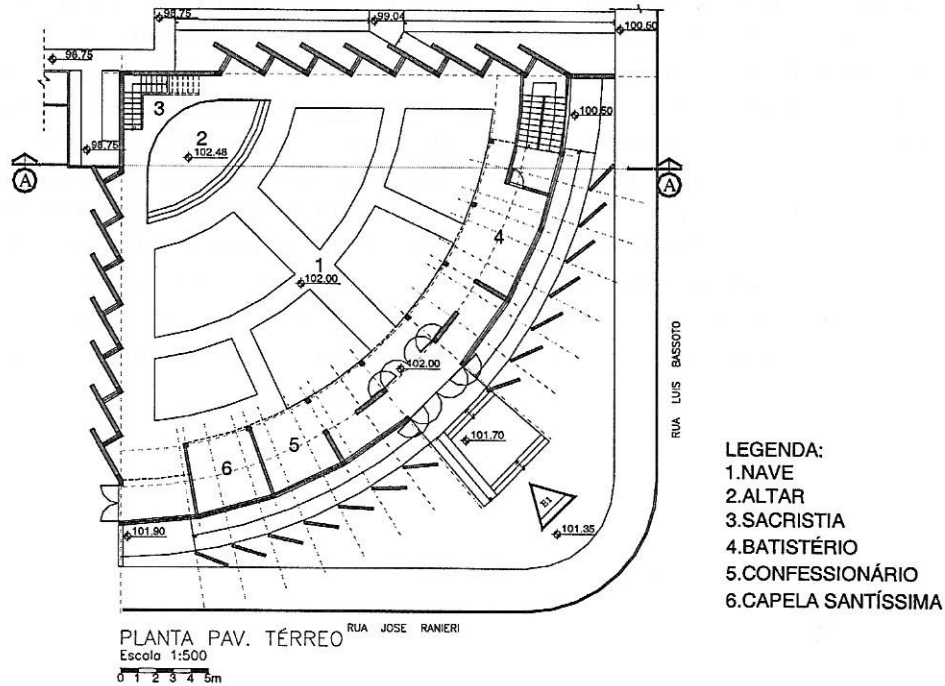 98.75
99.04
100.50
98.75
3
100.50
2
102.48
98.75
A
A
4
1
102.00
102.00
RUA LUIS BASSOTO
101.70
5
6
E1
101.90
101.35
LEGENDA:
1.NAVE
2.ALTAR
3.SACRISTIA
4.BATISTÉRIO
5.CONFESSIONÁRIO
6.CAPELA SANTÍSSIMA
PLANTA PAV. TÉRREO
RUA JOSE RANIERI
Escala 1:500
0 1 2 3 4 5m